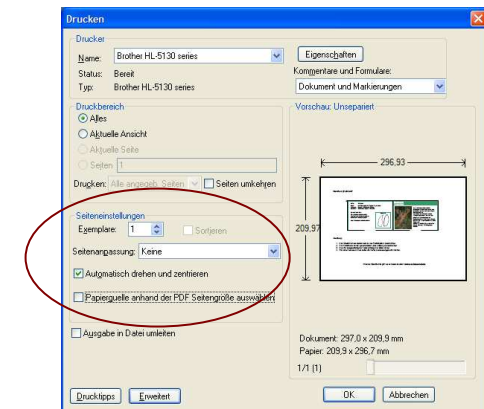 Drucken
Drucker
Name: Brother HL-5130 series
Eigenschaften
Status: Bereit
Kommentare und Formulare:
Typ: Brother HL-5130 series
Dokument und Markierungen
Druckbereich
Alles
Aktuelle Ansicht
Aktuelle Seite
Seiten 1
Drucken: Alle angegeb. Seiten
Seiten umkehren
Seiteneinstellungen
Exemplare: 1
Sortieren
Seitenanpassung: Keine
Automatisch drehen und zentrieren
Papierquelle anhand der PDF Seitengröße auswählen
Ausgabe in Datei umleiten
Drucktipps
Erweitert
Vorschau: Unsepariert
296,93
209,97
Dokument: 297,0 x 209,9 mm
Papier: 209,9 x 296,7 mm
1/1 (1)
OK
Abbrechen